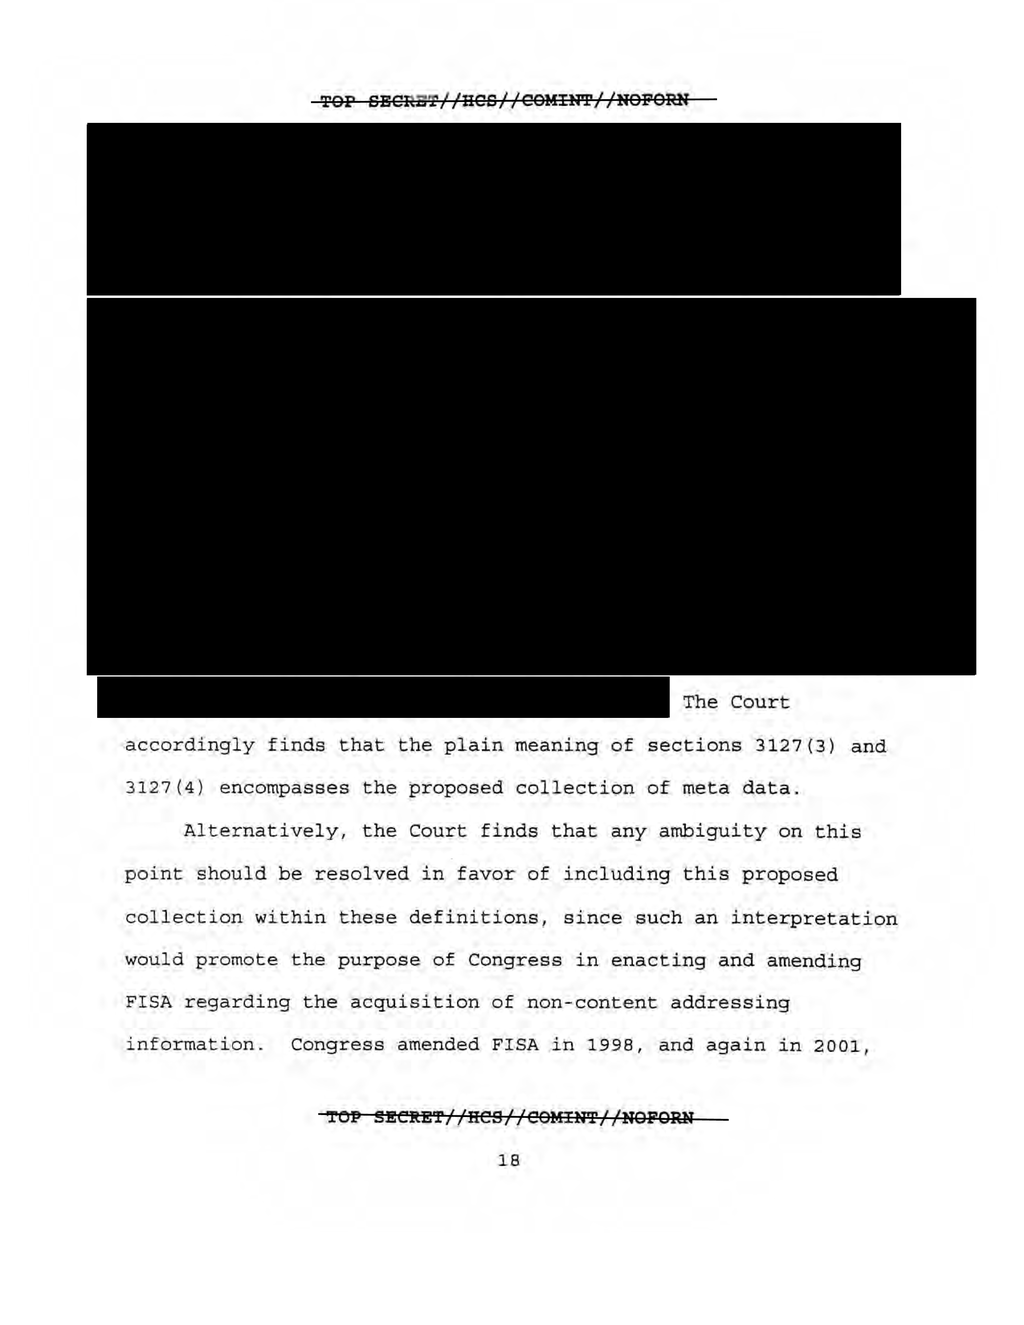 TOP SECRET//HCS//COMINT//NOFORN
The Court
accordingly finds that the plain meaning of sections 3127(3) and
3127(4) encompasses the proposed collection of meta data.
Alternatively, the Court finds that any ambiguity on this
point should be resolved in favor of including this proposed
collection within these definitions, since such an interpretation
would promote the purpose of Congress in enacting and amending
FISA regarding the acquisition of non-content addressing
information. Congress amended FISA in 1998, and again in 2001,
TOP SECRET//HCS//COMINT//NOFORN
18